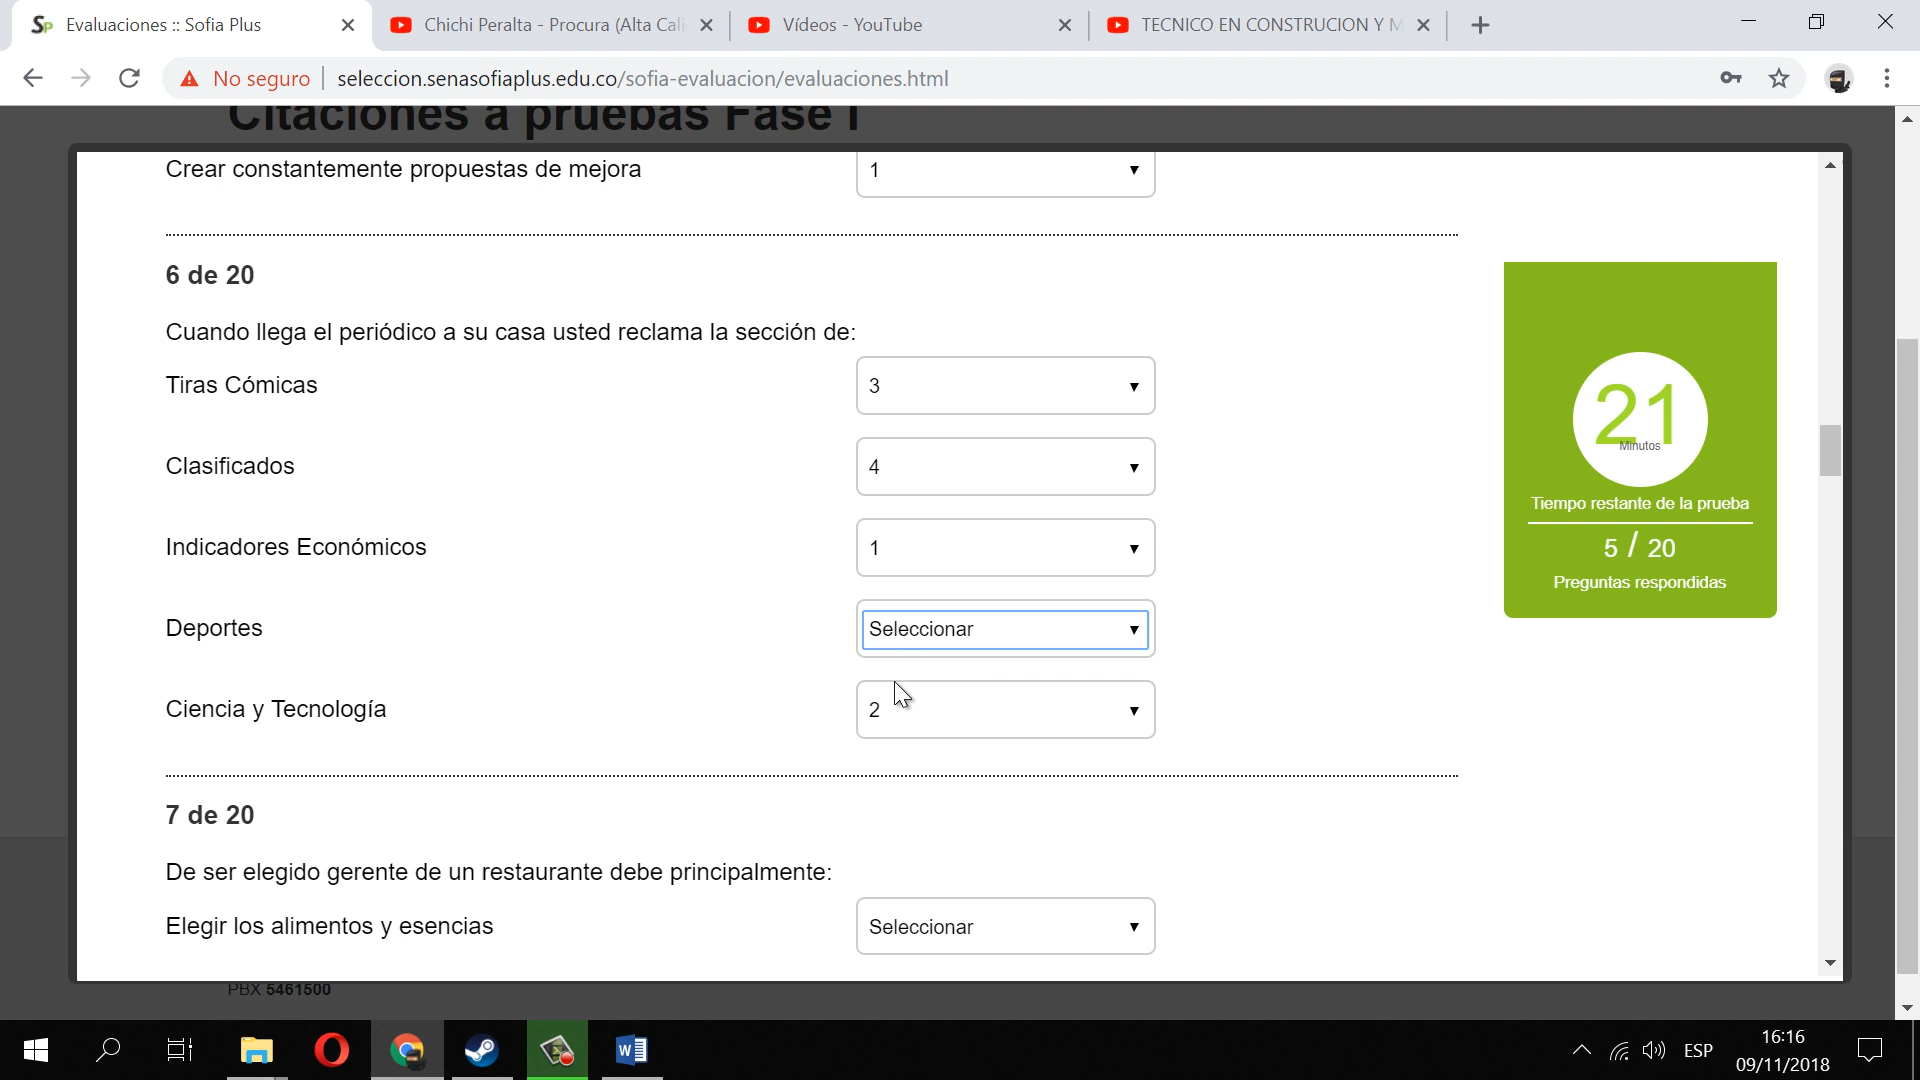 Evaluaciones :: Sofia Plus
Chichi Peralta - Procura (Alta Cali
Vídeos - YouTube
TECNICO EN CONSTRUCION Y M
No seguro
seleccion.senasofiaplus.edu.co/sofia-evaluacion/evaluaciones.html
Citaciones a pruebas Fase I
Crear constantemente propuestas de mejora
1
6 de 20
Cuando llega el periódico a su casa usted reclama la sección de:
Tiras Cómicas
3
Clasificados
4
Indicadores Económicos
1
Deportes
Seleccionar
Ciencia y Tecnología
2
7 de 20
De ser elegido gerente de un restaurante debe principalmente:
Elegir los alimentos y esencias
Seleccionar
21
Minutos
Tiempo restante de la prueba
5 / 20
Preguntas respondidas
PBX 5461500
ESP
16:16
09/11/2018